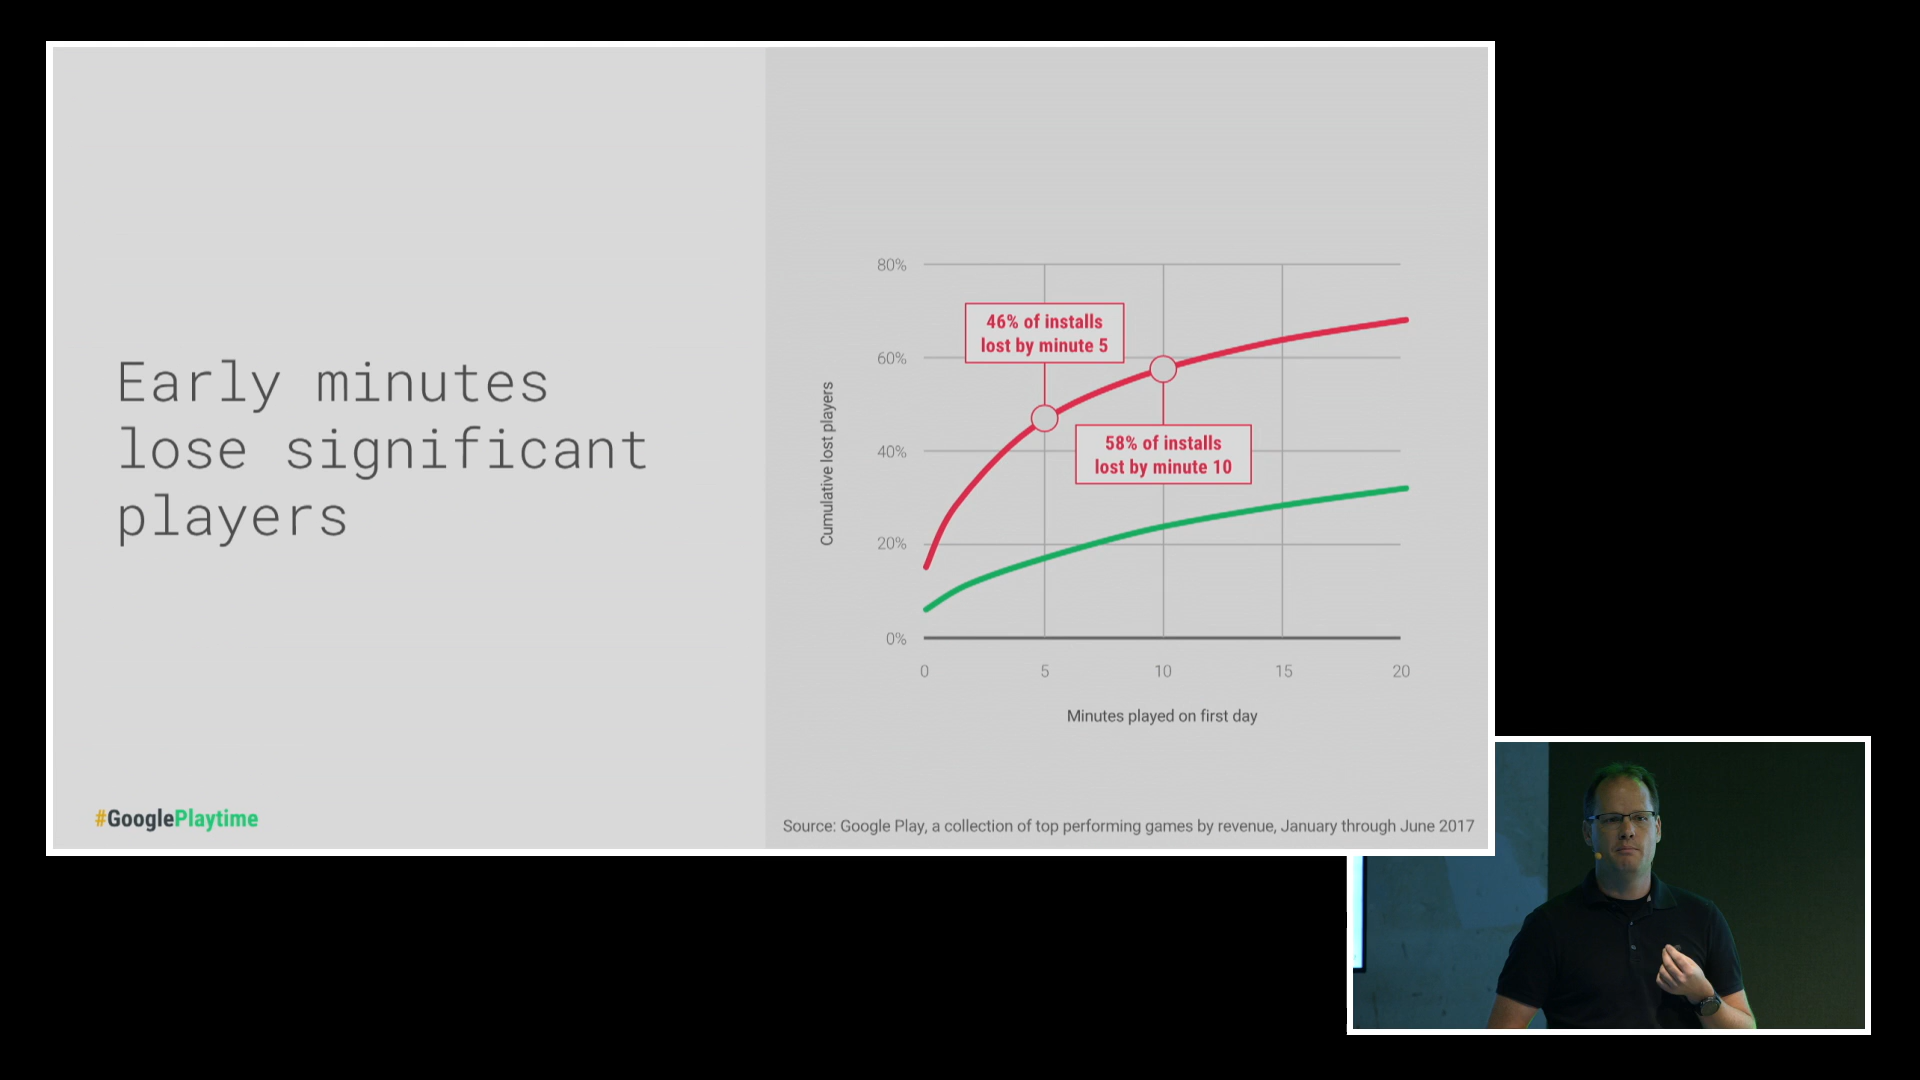 Early minutes
lose significant
players
#GooglePlaytime
80%
60%
40%
20%
0%
Cumulative lost players
46% of installs
lost by minute 5
58% of installs
lost by minute 10
0 5 10 15 20
Minutes played on first day
Source: Google Play, a collection of top performing games by revenue, January through June 2017